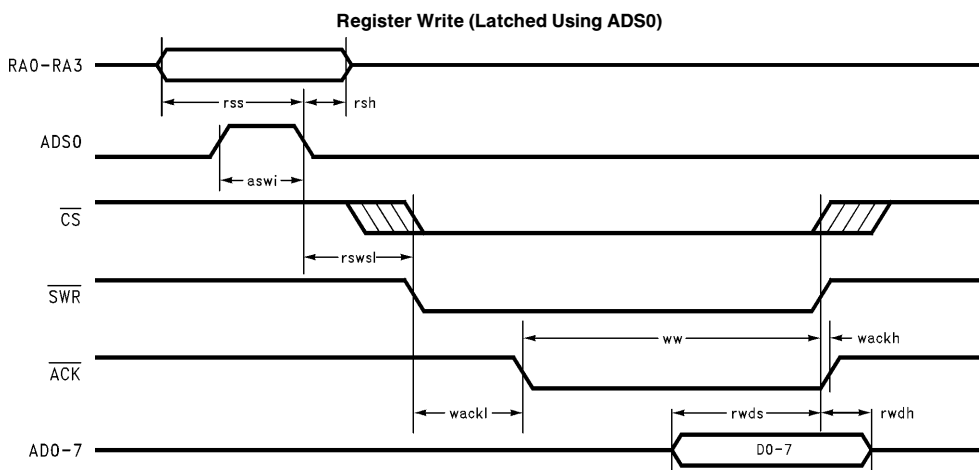 Register Write (Latched Using ADS0)
RA0-RA3
rss
rsh
ADS0
aswi
CS
rswsl
SWR
ww
wackh
ACK
wackl
rwds
rwdh
AD0-7
D0-7